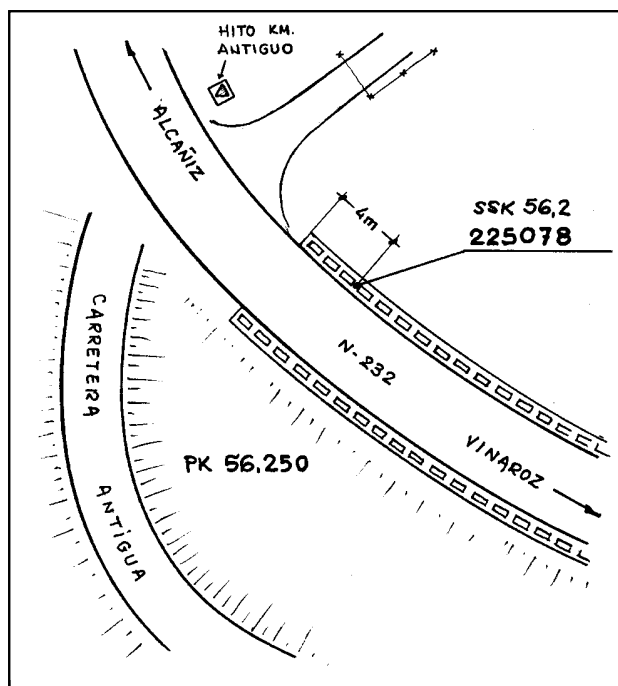 HITO KM.
ANTIGUO
ALCAÑIZ
4m
SSK 56,2
225078
N-232
CARRETERA
ANTIGUA
PK 56,250
VINAROZ